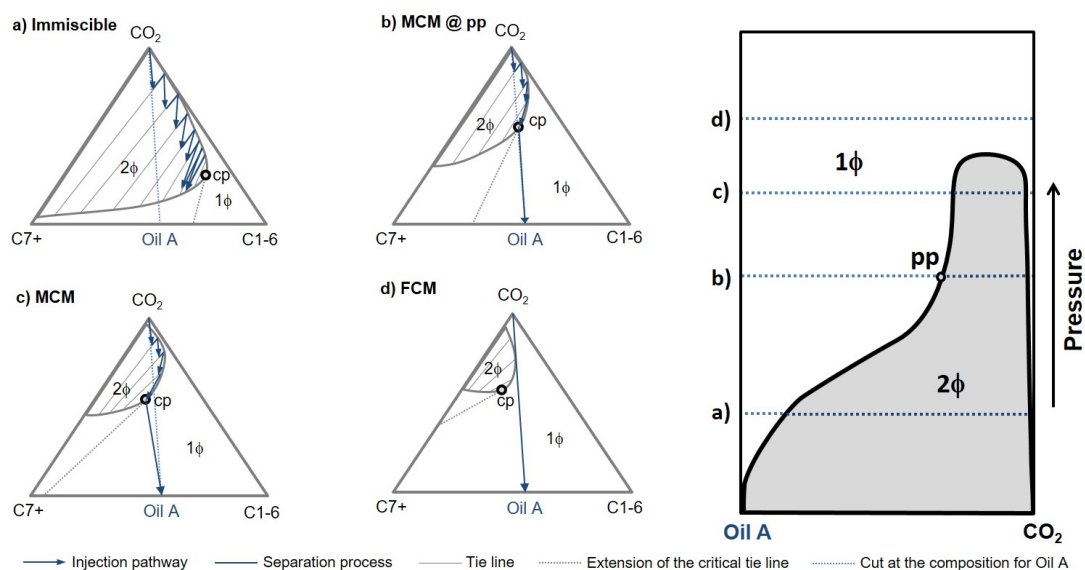 a) Immiscible
CO2
2ϕ
cp
1ϕ
C7+
Oil A
C1-6
b) MCM @ pp
CO2
2ϕ
cp
1ϕ
C7+
Oil A
C1-6
c) MCM
CO2
2ϕ
cp
1ϕ
C7+
Oil A
C1-6
d) FCM
CO2
2ϕ
cp
1ϕ
C7+
Oil A
C1-6
d)
1ϕ
c)
pp
b)
2ϕ
a)
Pressure
Oil A
CO2
Injection pathway
Separation process
Tie line
Extension of the critical tie line
Cut at the composition for Oil A